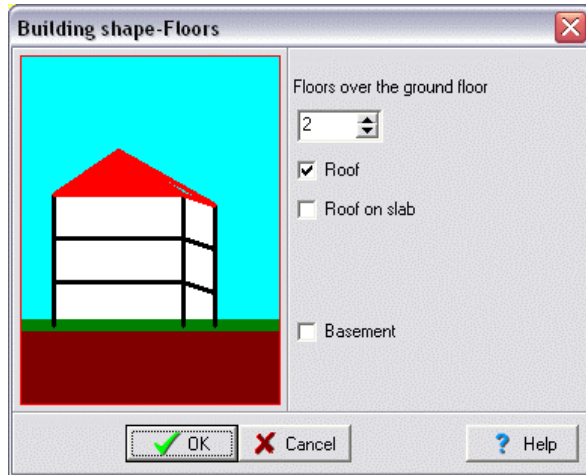 Building shape-Floors
Floors over the ground floor
2
Roof
Roof on slab
Basement
OK
Cancel
? Help